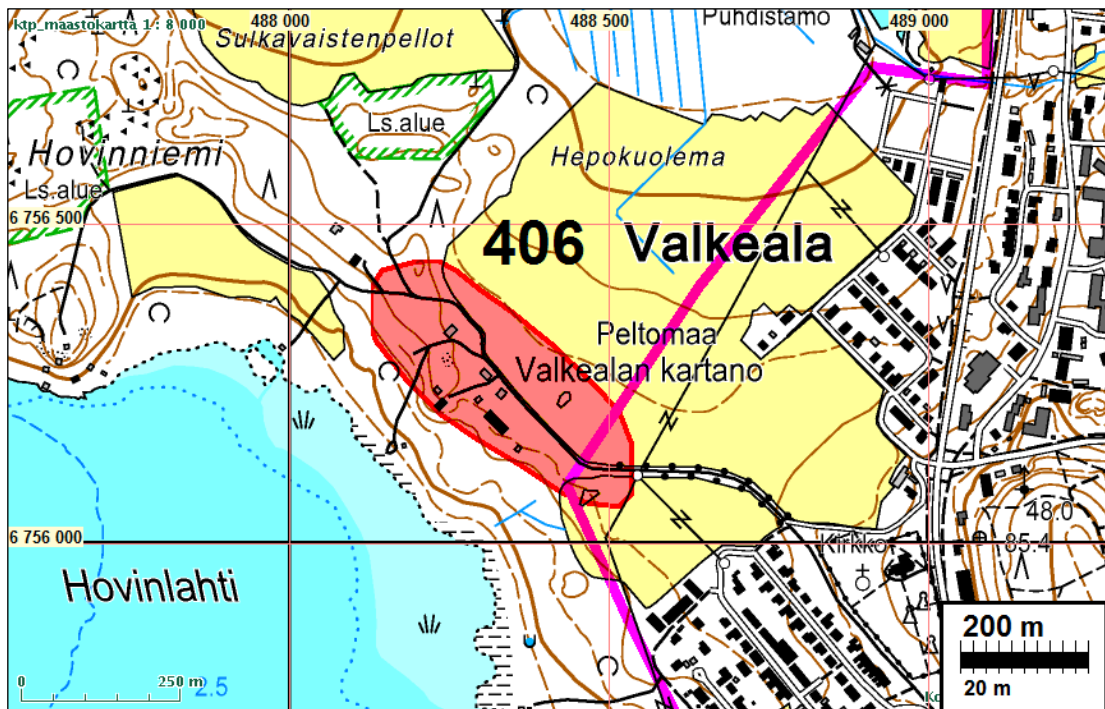 ktp_maastokartta 1 : 8 000
488 000
488 500
489 000
Puhdistamo
Sulkavaistenpellot
Ls.alue
Hovinniemi
Hepokuolema
Ls.alue
6 756 500
406 Valkeala
Peltomaa
Valkealan kartano
48.0
85.4
6 756 000
Kirkko
Hovinlahti
200 m
20 m
0 250 m
2.5